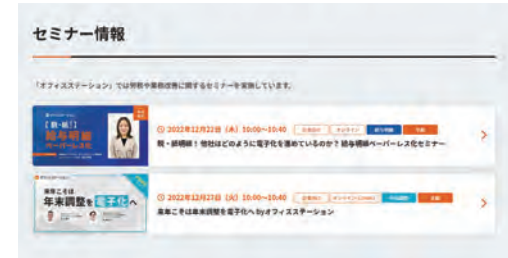 セミナー情報
「オフィスステーション」では労務や業務改善に関するセミナーを実施しています。
【脱・紙!】
給与明細
ペーパーレス化
2022年12月22日（木）10:00〜10:40
オンライン
給与明細
脱・紙明細！ 他社はどのように電子化を進めているのか？ 給与明細ペーパーレス化セミナー
来年こそは
年末調整を電子化へ
2022年12月27日（火）10:00〜10:40
年末調整
来年こそは年末調整を電子化へ byオフィスステーション